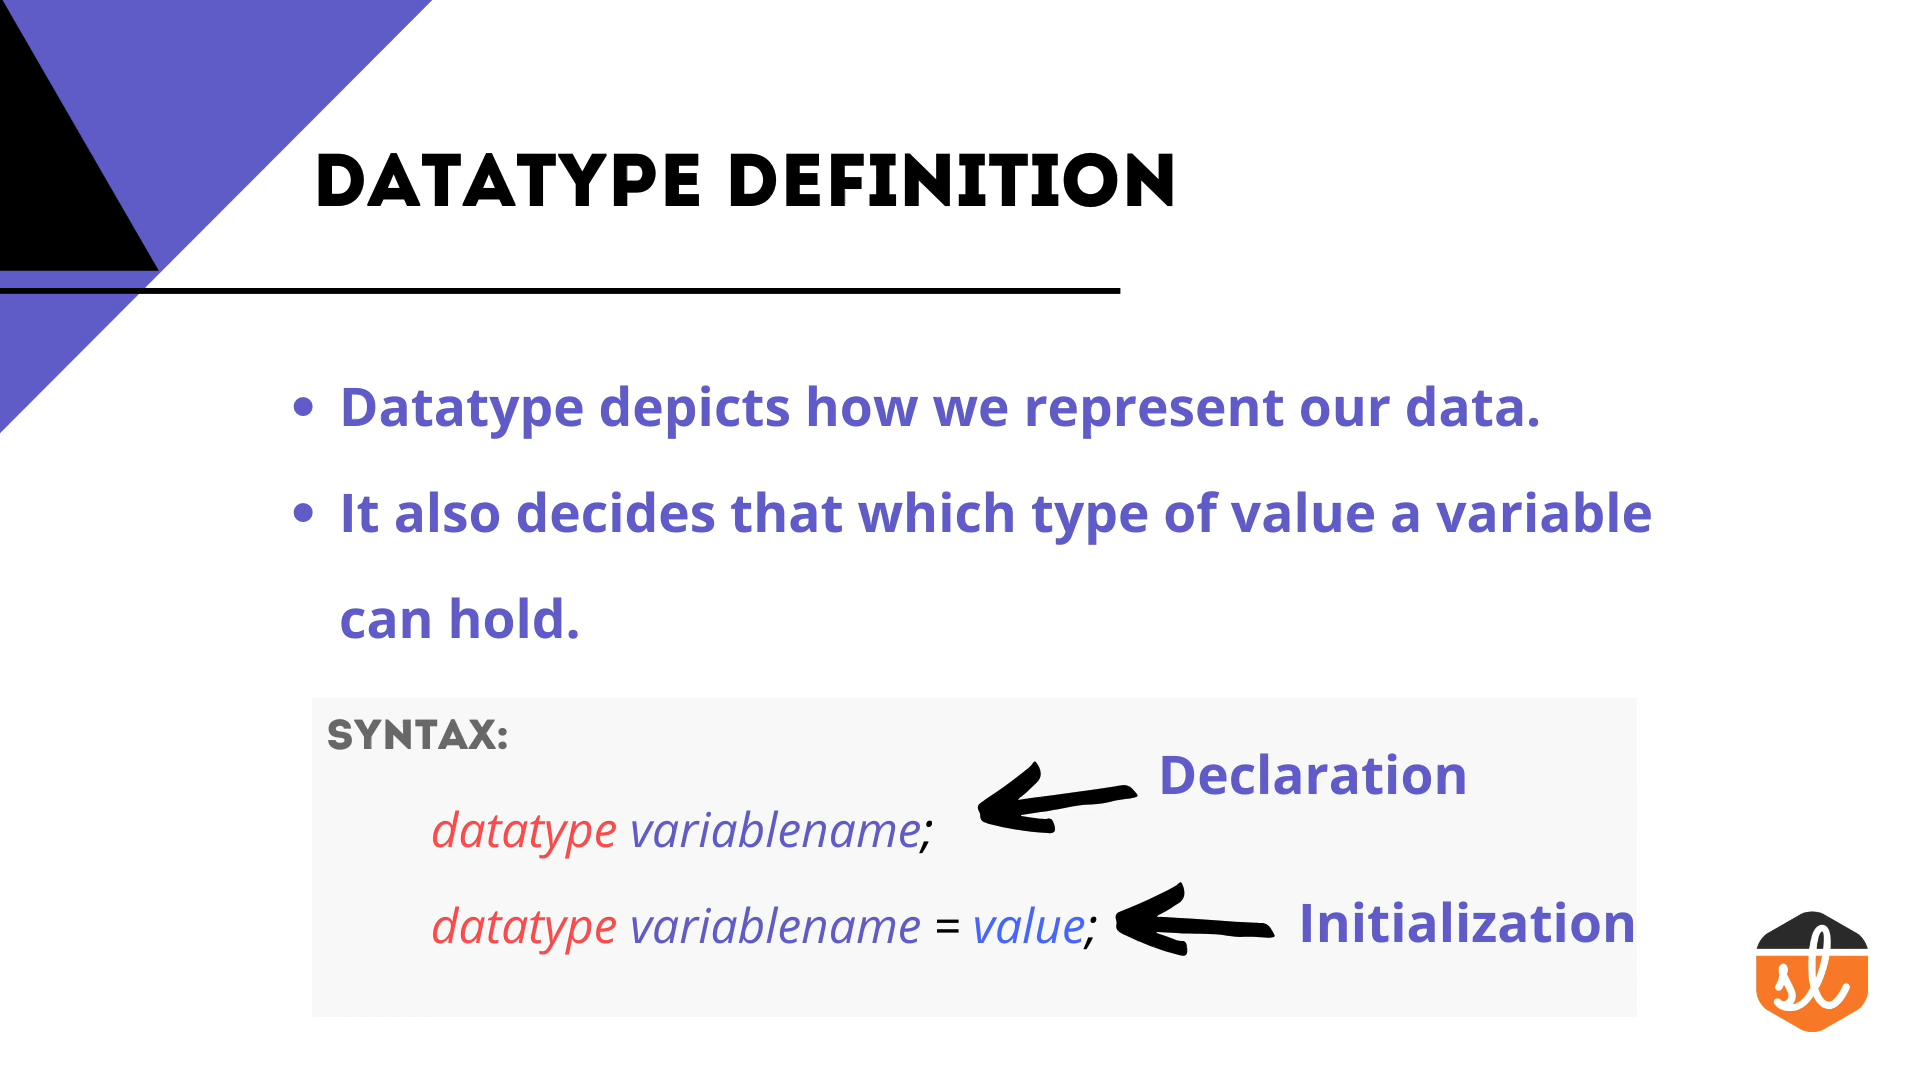 DATATYPE DEFINITION
• Datatype depicts how we represent our data.
• It also decides that which type of value a variable
can hold.
SYNTAX:
Declaration
datatype variablename;
datatype variablename = value;
Initialization
sl